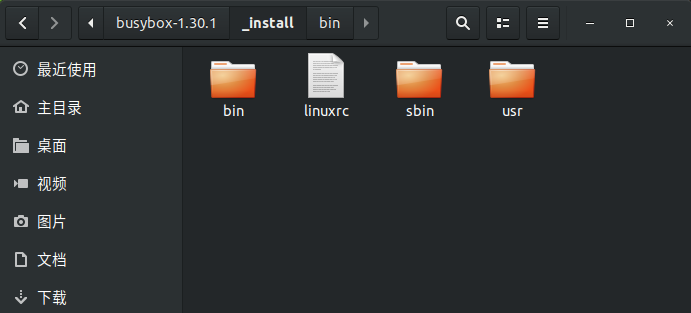 busybox-1.30.1 _install bin
最近使用
主目录
桌面
视频
图片
文档
下载
bin linuxrc sbin usr